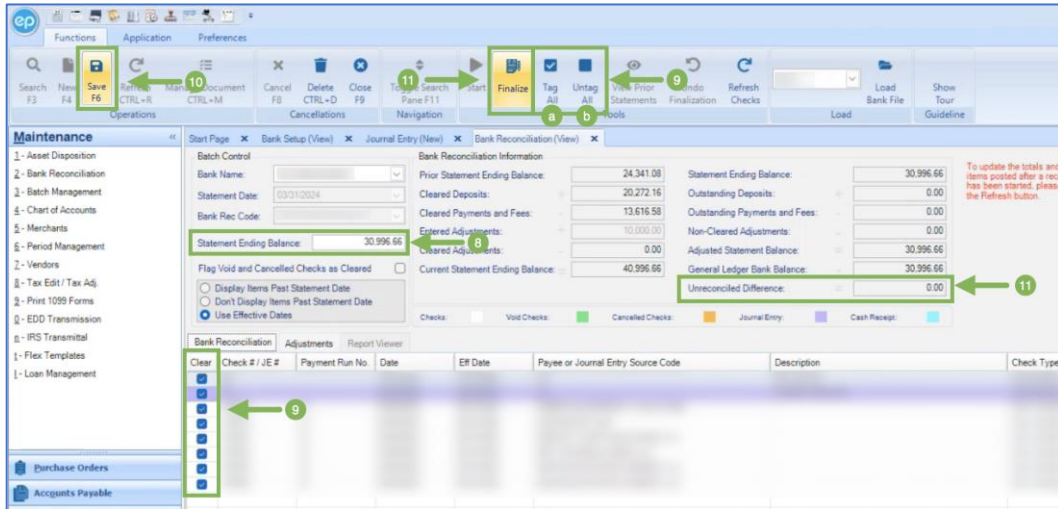 ep
Functions Application Preferences
Search F3 New F4 Save F6 Refresh CTRL+R Document CTRL+M Cancel F8 Delete CTRL+D Close F9 Search Pane F11 Start Finalize Tag All Untag All View Prior Statements Undo Finalization Refresh Checks Load Bank File Show Tour
10 11 9
a b
Operations Cancellations Navigation Tools Load Guideline
Maintenance «
Start Page x Bank Setup (View) x Journal Entry (New) x Bank Reconciliation (View) x
1 - Asset Disposition
2 - Bank Reconciliation
3 - Batch Management
4 - Chart of Accounts
5 - Merchants
6 - Period Management
7 - Vendors
8 - Tax Edit / Tax Adj.
9 - Print 1099 Forms
0 - EDD Transmission
n - IRS Transmittal
t - Flex Templates
l - Loan Management
Purchase Orders
Accounts Payable
Batch Control
Bank Name:
Statement Date: 03/31/2024
Bank Rec Code:
Statement Ending Balance: 30,996.66
8
Flag Void and Cancelled Checks as Cleared
Display Items Past Statement Date
Don't Display Items Past Statement Date
Use Effective Dates
Bank Reconciliation Information
Prior Statement Ending Balance: 24,341.08
Cleared Deposits: + 20,272.16
Cleared Payments and Fees: - 13,616.58
Entered Adjustments: 10,000.00
Cleared Adjustments: 0.00
Current Statement Ending Balance: = 40,996.66
Statement Ending Balance: 30,996.66
Outstanding Deposits: 0.00
Outstanding Payments and Fees: 0.00
Non-Cleared Adjustments: 0.00
Adjusted Statement Balance: = 30,996.66
General Ledger Bank Balance: 30,996.66
Unreconciled Difference: = 0.00
11
To update the totals and
items posted after a rec
has been started, pleas
the Refresh button.
Checks: Void Checks: Cancelled Checks: Journal Entry: Cash Receipt:
Bank Reconciliation Adjustments Report Viewer
Clear Check # / JE # Payment Run No. Date Eff Date Payee or Journal Entry Source Code Description Check Type
9